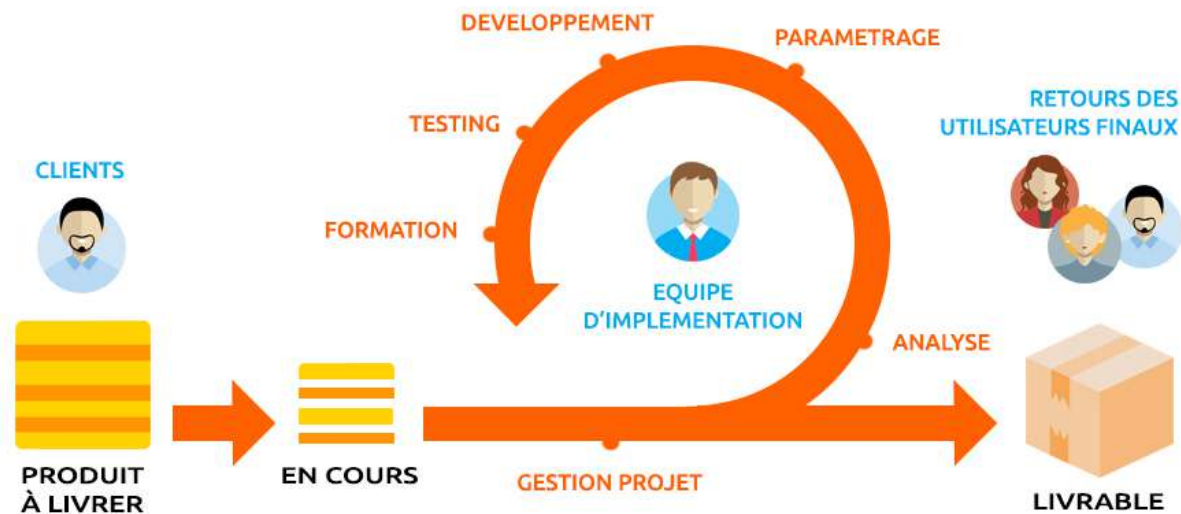 DEVELOPPEMENT
PARAMETRAGE
TESTING
RETOURS DES
UTILISATEURS FINAUX
CLIENTS
FORMATION
EQUIPE
D'IMPLEMENTATION
ANALYSE
PRODUIT
À LIVRER
EN COURS
GESTION PROJET
LIVRABLE